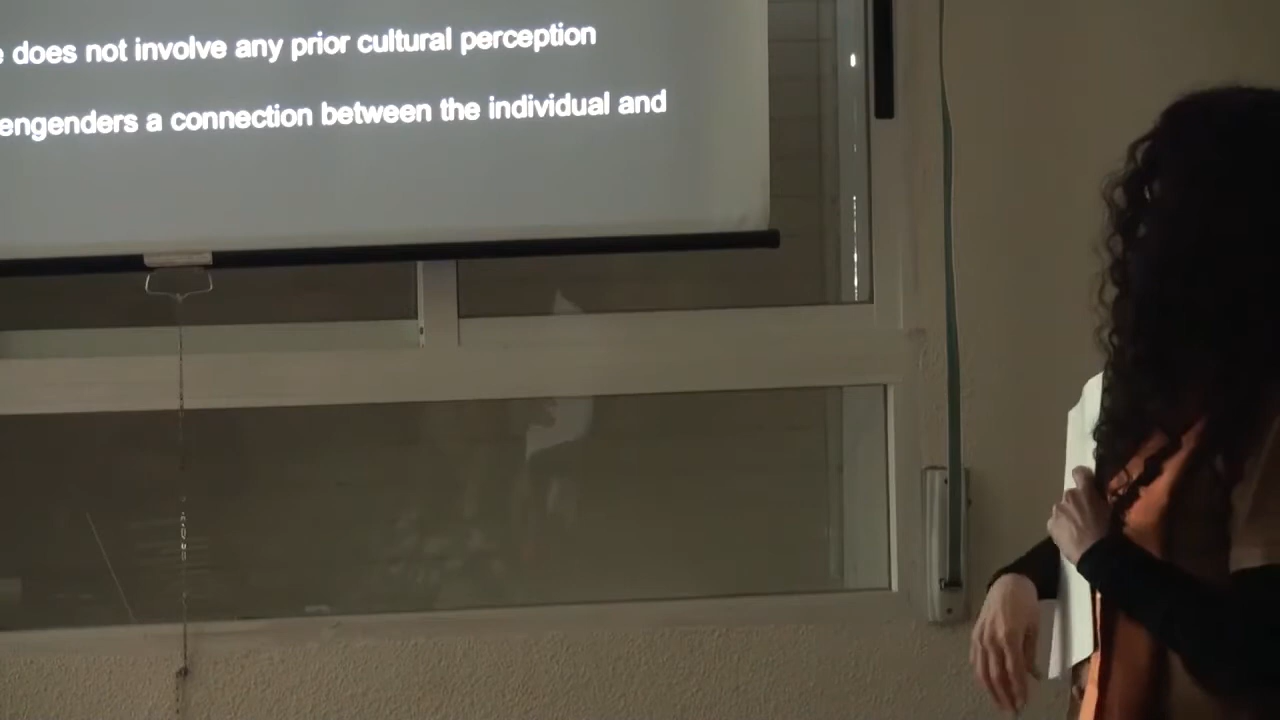 does not involve any prior cultural perception
engenders a connection between the individual and